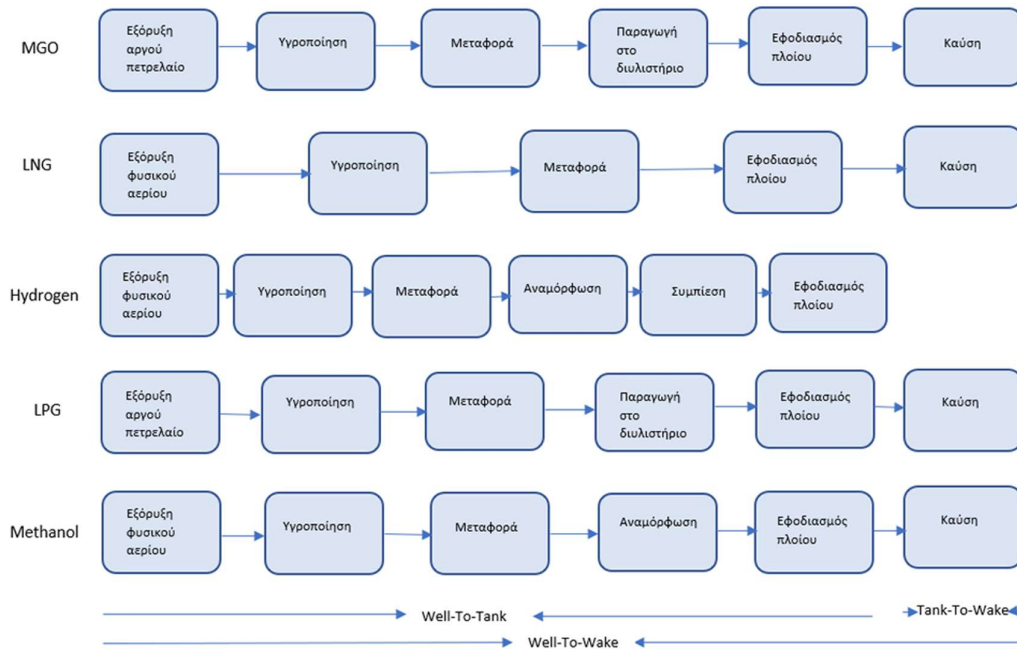 MGO
Εξόρυξη
αργού
πετρελαίο
Υγροποίηση
Μεταφορά
Παραγωγή
στο
διυλιστήριο
Εφοδιασμός
πλοίου
Καύση
LNG
Εξόρυξη
φυσικού
αερίου
Υγροποίηση
Μεταφορά
Εφοδιασμός
πλοίου
Καύση
Hydrogen
Εξόρυξη
φυσικού
αερίου
Υγροποίηση
Μεταφορά
Αναμόρφωση
Συμπίεση
Εφοδιασμός
πλοίου
LPG
Εξόρυξη
αργού
πετρελαίο
Υγροποίηση
Μεταφορά
Παραγωγή
στο
διυλιστήριο
Εφοδιασμός
πλοίου
Καύση
Methanol
Εξόρυξη
φυσικού
αερίου
Υγροποίηση
Μεταφορά
Αναμόρφωση
Εφοδιασμός
πλοίου
Καύση
Well-To-Tank
Tank-To-Wake
Well-To-Wake